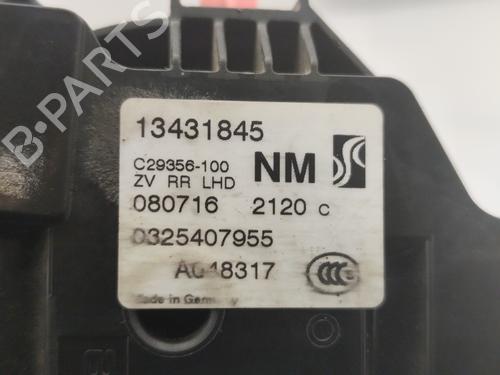 13431845
C29356-100 NM
ZV RR LHD
080716 2120 C
0325407955
A048317
Made in Germany
B-PARTS